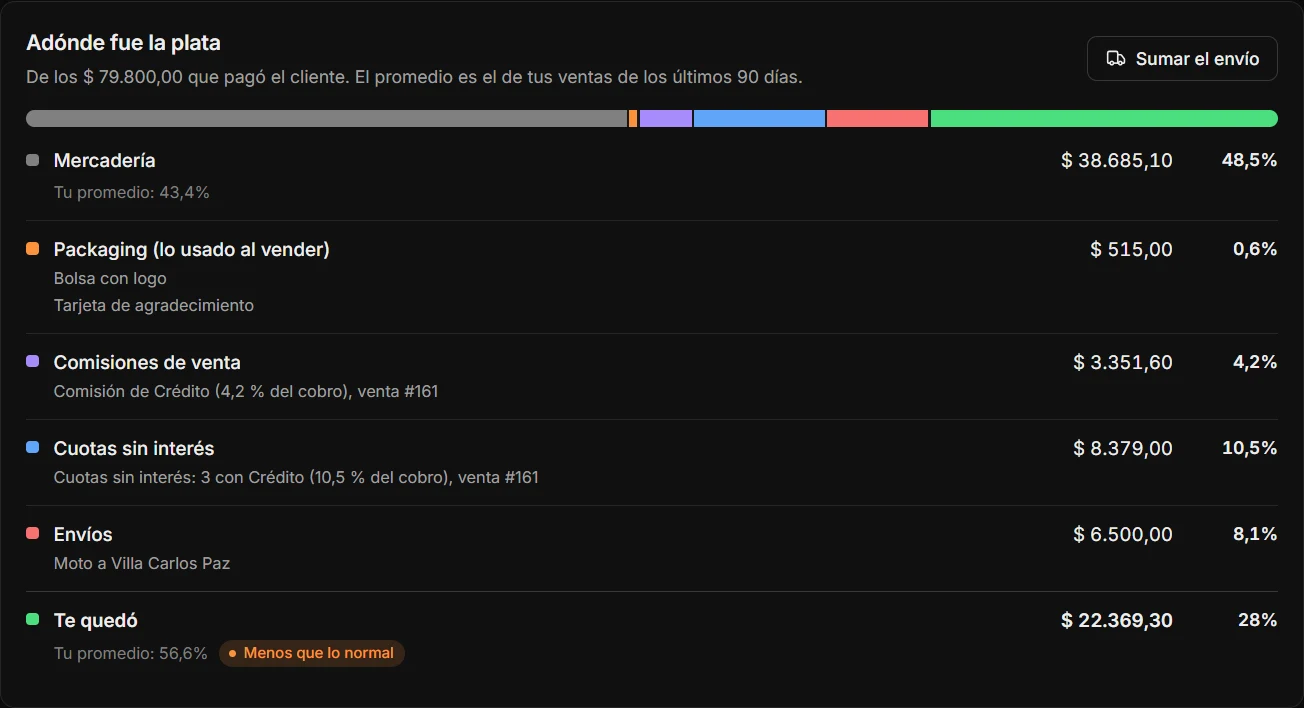 Adónde fue la plata
De los $ 79.800,00 que pagó el cliente. El promedio es el de tus ventas de los últimos 90 días.
Sumar el envío
Mercadería $ 38.685,10 48,5%
Tu promedio: 43,4%
Packaging (lo usado al vender) $ 515,00 0,6%
Bolsa con logo
Tarjeta de agradecimiento
Comisiones de venta $ 3.351,60 4,2%
Comisión de Crédito (4,2 % del cobro), venta #161
Cuotas sin interés $ 8.379,00 10,5%
Cuotas sin interés: 3 con Crédito (10,5 % del cobro), venta #161
Envíos $ 6.500,00 8,1%
Moto a Villa Carlos Paz
Te quedó $ 22.369,30 28%
Tu promedio: 56,6% Menos que lo normal